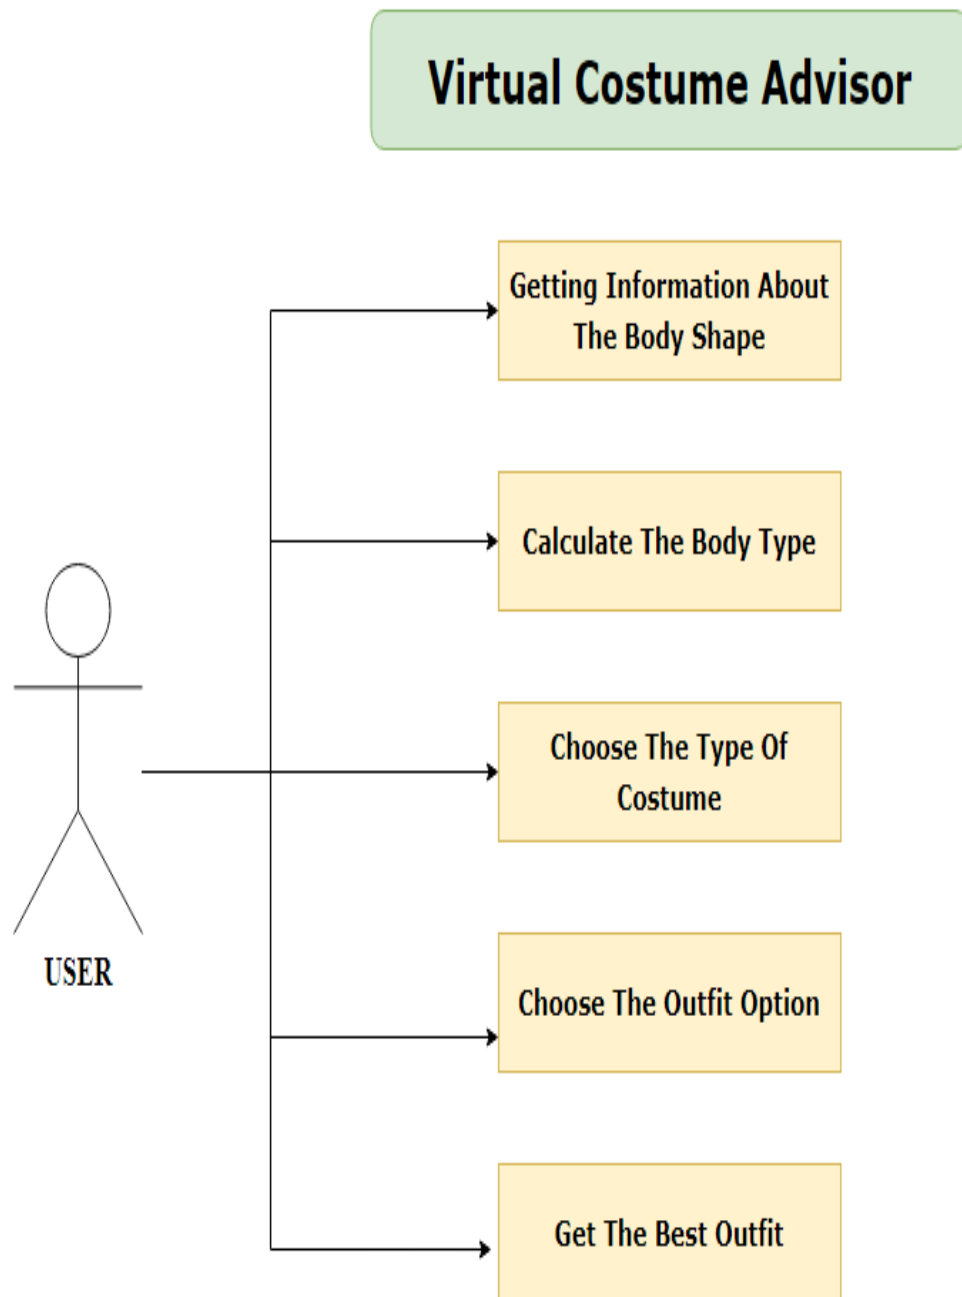 Virtual Costume Advisor
Getting Information About
The Body Shape
Calculate The Body Type
Choose The Type Of
Costume
USER
Choose The Outfit Option
Get The Best Outfit